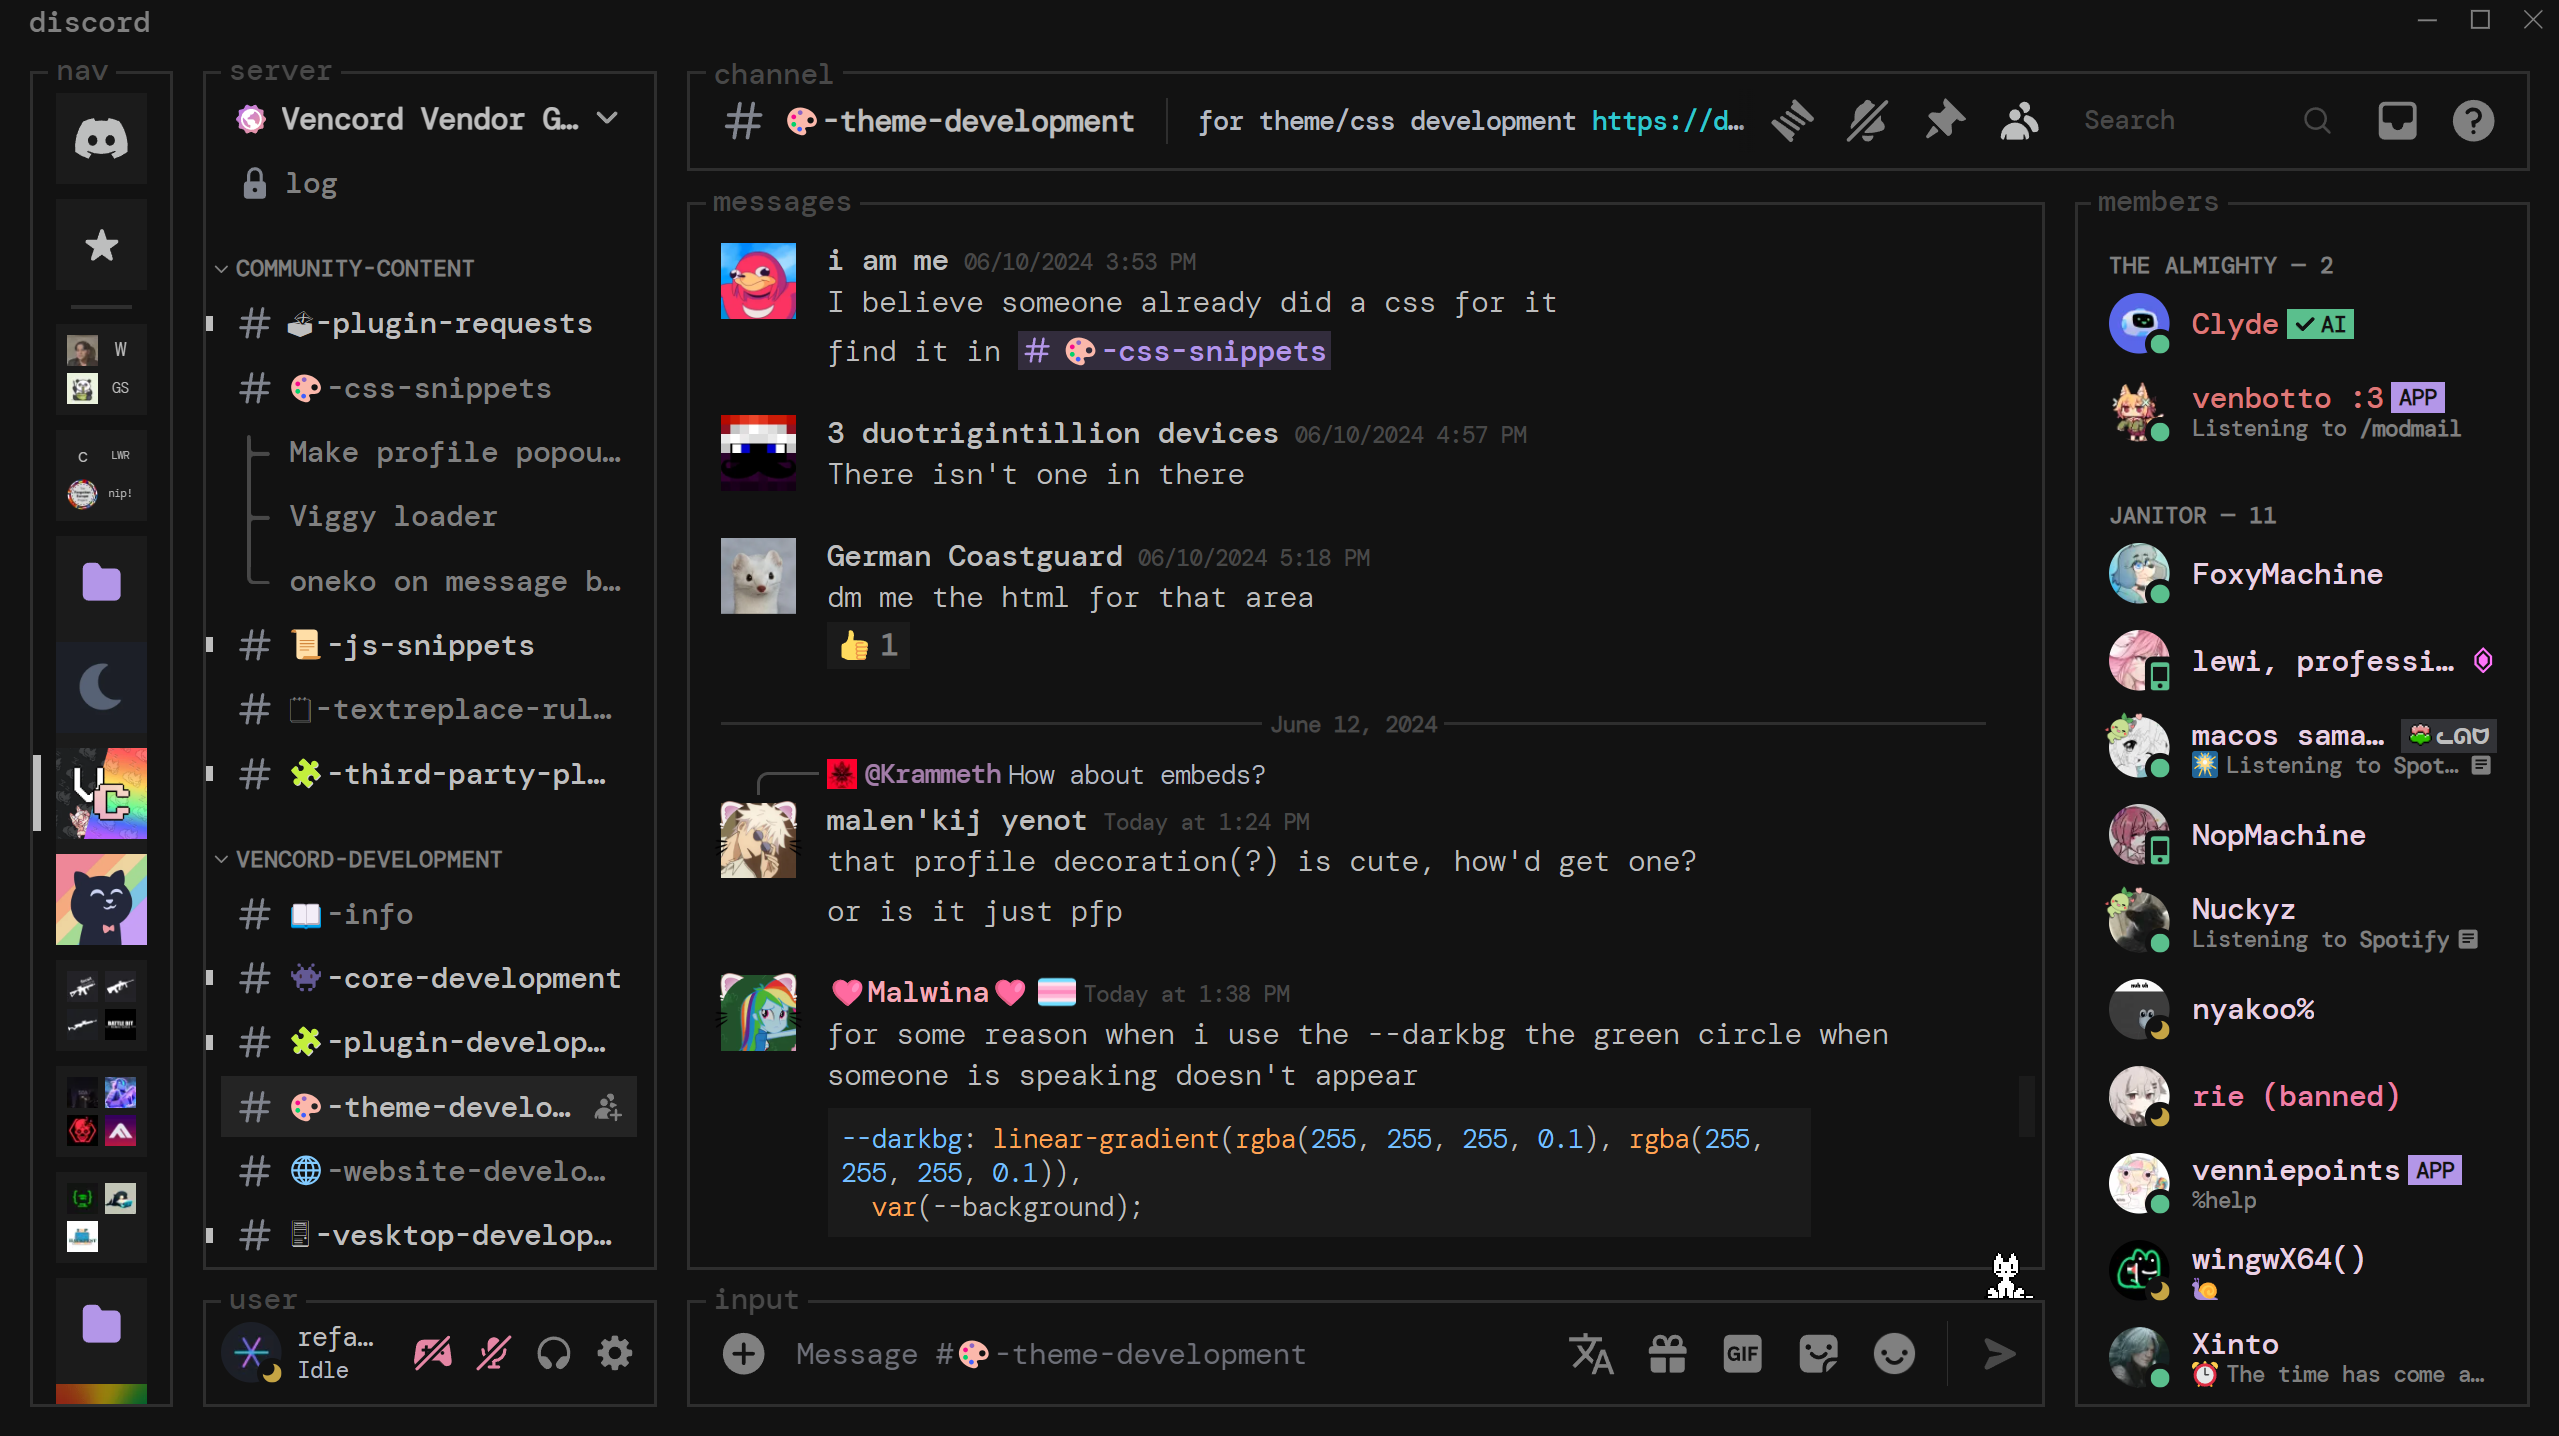 discord
nav
W
GS
C
LWR
nip!
server
Vencord Vendor G…
log
COMMUNITY-CONTENT
-plugin-requests
-css-snippets
Make profile popou…
Viggy loader
oneko on message b…
-js-snippets
-textreplace-rul…
-third-party-pl…
VENCORD-DEVELOPMENT
-info
-core-development
-plugin-develop…
-theme-develo…
-website-develo…
-vesktop-develop…
user
refa…
Idle
channel
# 🎨-theme-development
for theme/css development https://d…
Search
messages
i am me 06/10/2024 3:53 PM
I believe someone already did a css for it
find it in # 🎨-css-snippets
3 duotrigintillion devices 06/10/2024 4:57 PM
There isn't one in there
German Coastguard 06/10/2024 5:18 PM
dm me the html for that area
👍 1
June 12, 2024
@Krammeth How about embeds?
malen'kij yenot Today at 1:24 PM
that profile decoration(?) is cute, how'd get one?
or is it just pfp
🩷Malwina🩷 Today at 1:38 PM
for some reason when i use the --darkbg the green circle when
someone is speaking doesn't appear
--darkbg: linear-gradient(rgba(255, 255, 255, 0.1), rgba(255,
255, 255, 0.1)),
var(--background);
input
Message #🎨-theme-development
GIF
members
THE ALMIGHTY — 2
Clyde ✓ AI
venbotto :3 APP
Listening to /modmail
JANITOR — 11
FoxyMachine
lewi, professi…
macos sama…
Listening to Spot…
NopMachine
Nuckyz
Listening to Spotify
nuh uh
nyakoo%
rie (banned)
venniepoints APP
%help
wingwX64()
🐌
Xinto
⏰ The time has come a…